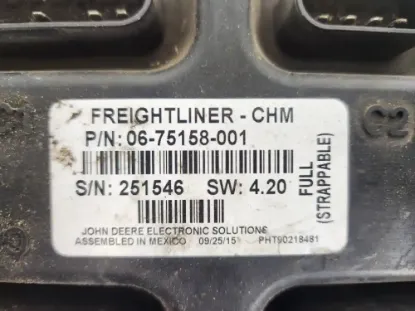 FREIGHTLINER - CHM
P/N: 06-75158-001
S/N: 251546 SW: 4.20
FULL
(STRAPPABLE)
JOHN DEERE ELECTRONIC SOLUTIONS
ASSEMBLED IN MEXICO 09/25/15 PHT90218481
C2